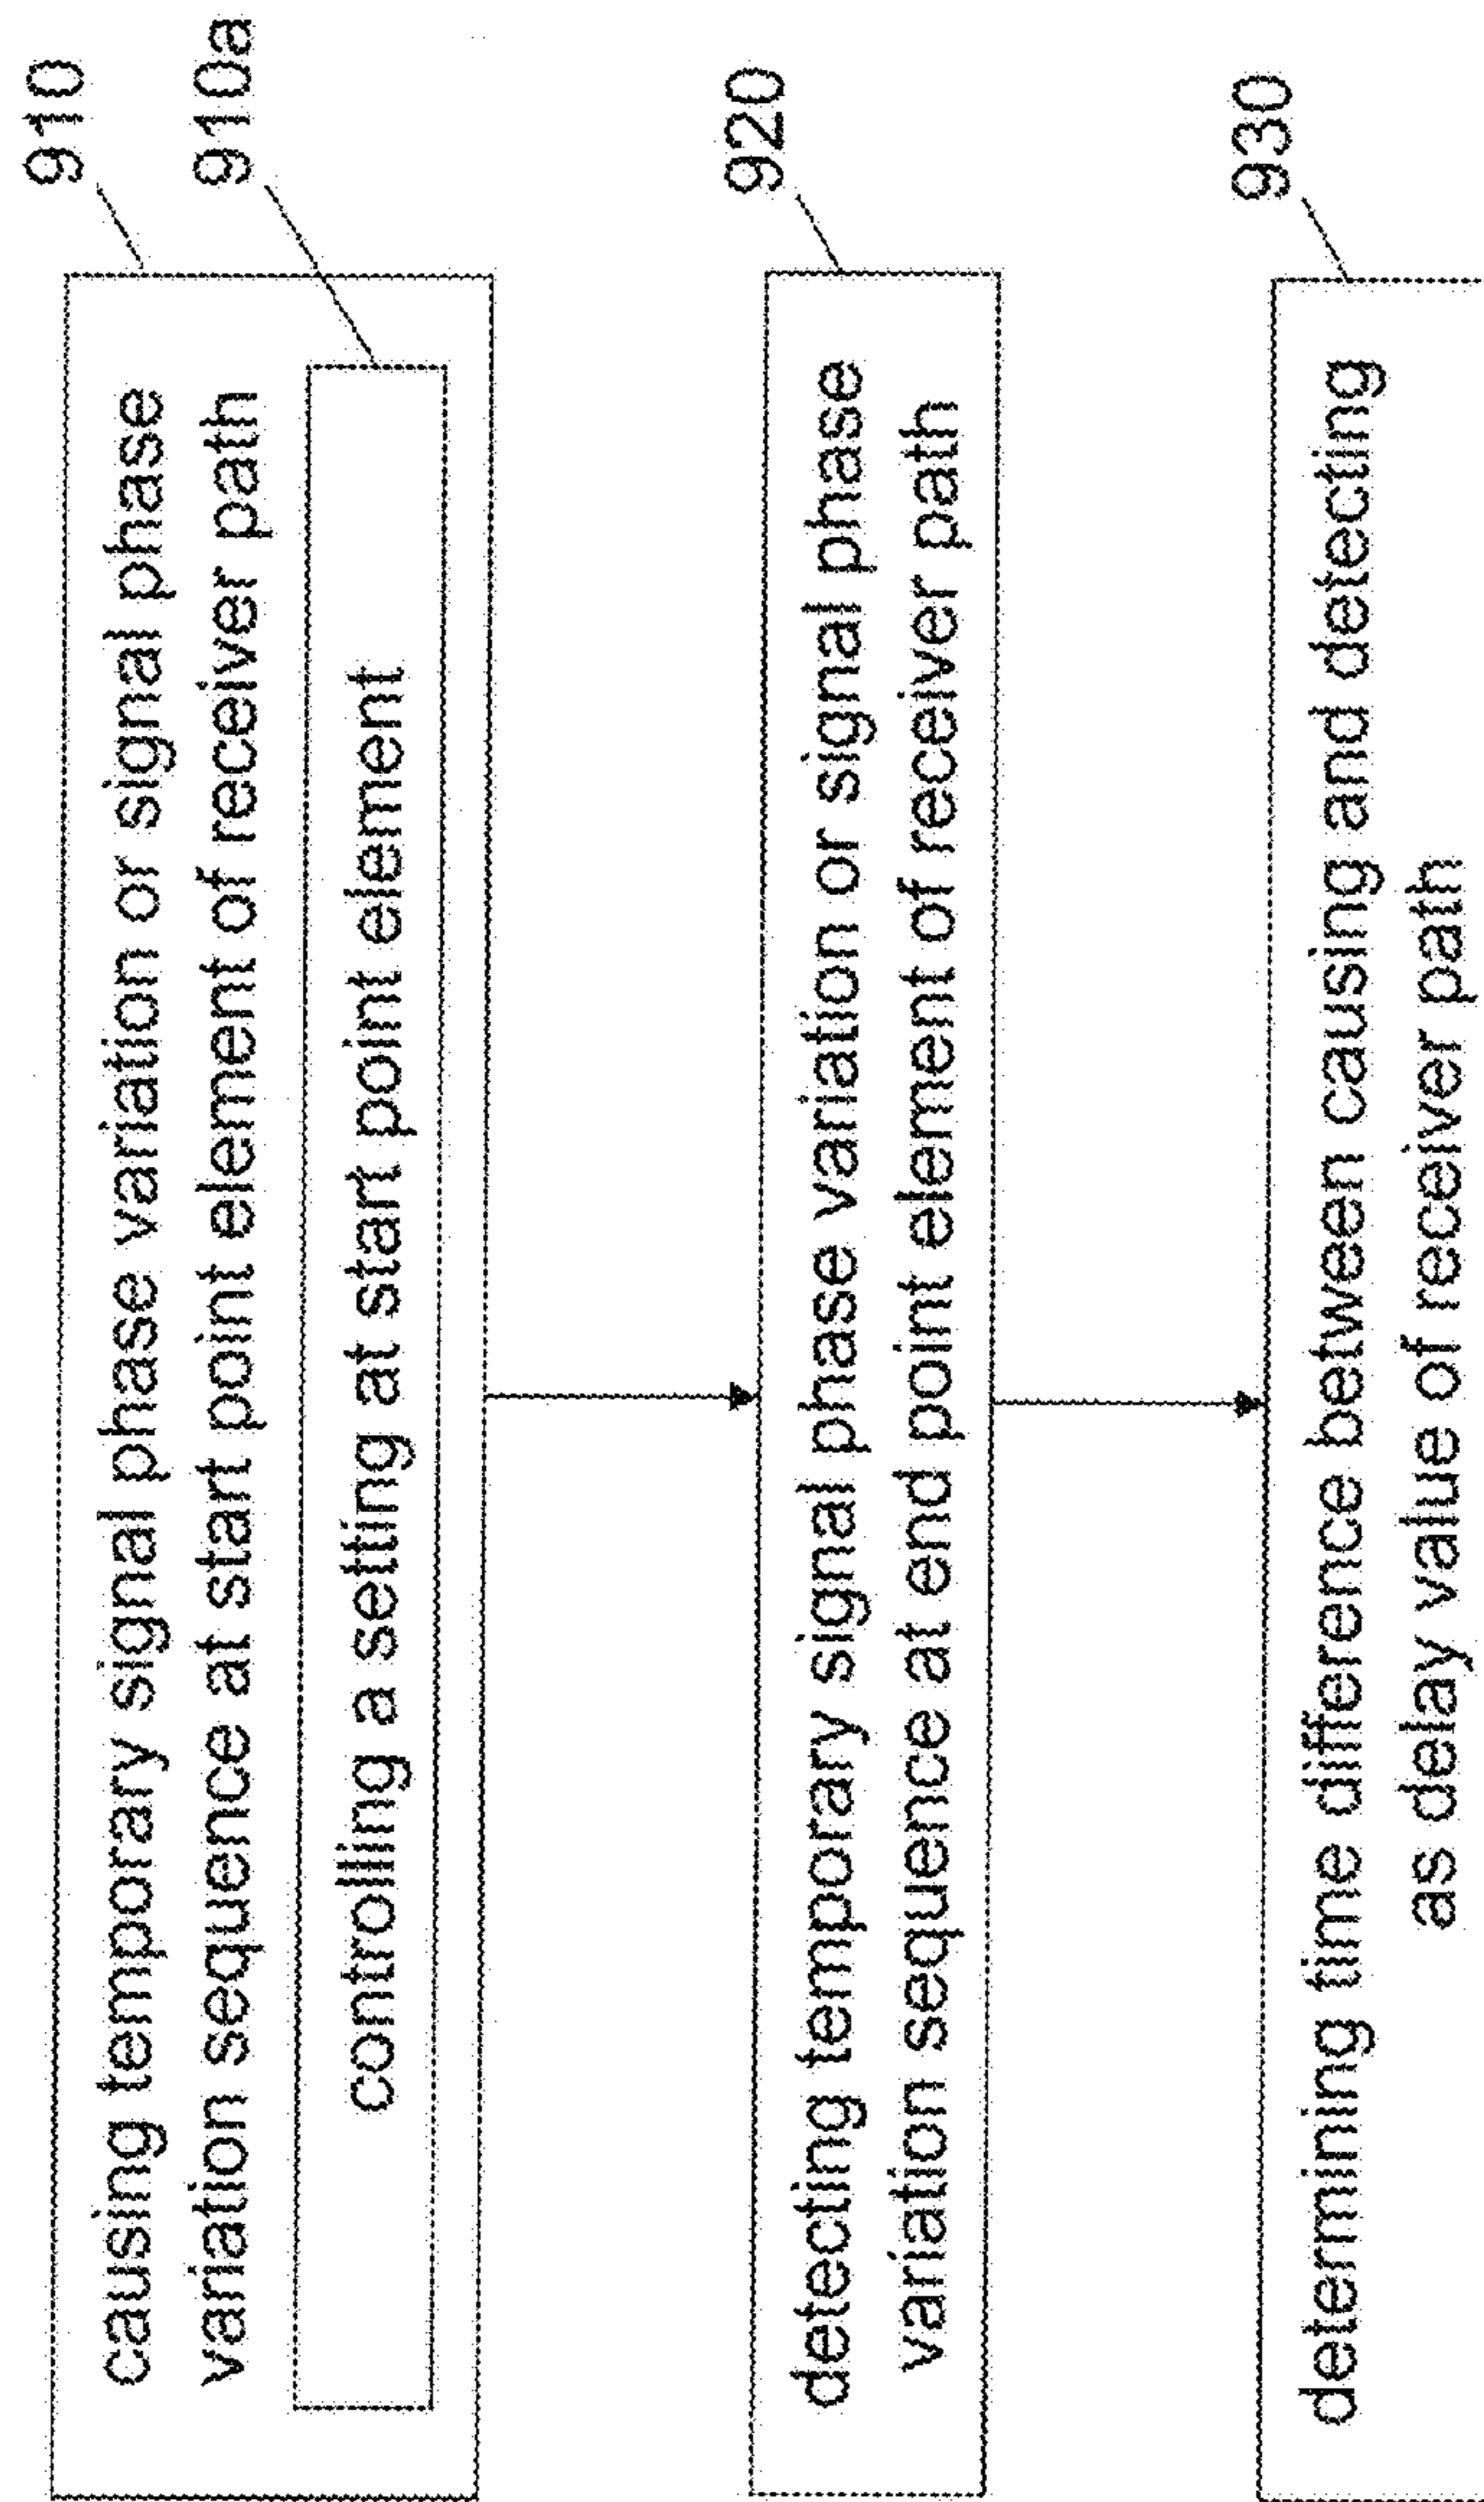 910
causing temporary signal phase variation or signal phase
variation sequence at start point element of receiver path
910a
controlling a setting at start point element
920
detecting temporary signal phase variation or signal phase
variation sequence at end point element of receiver path
930
determining time difference between causing and detecting
as delay value of receiver path